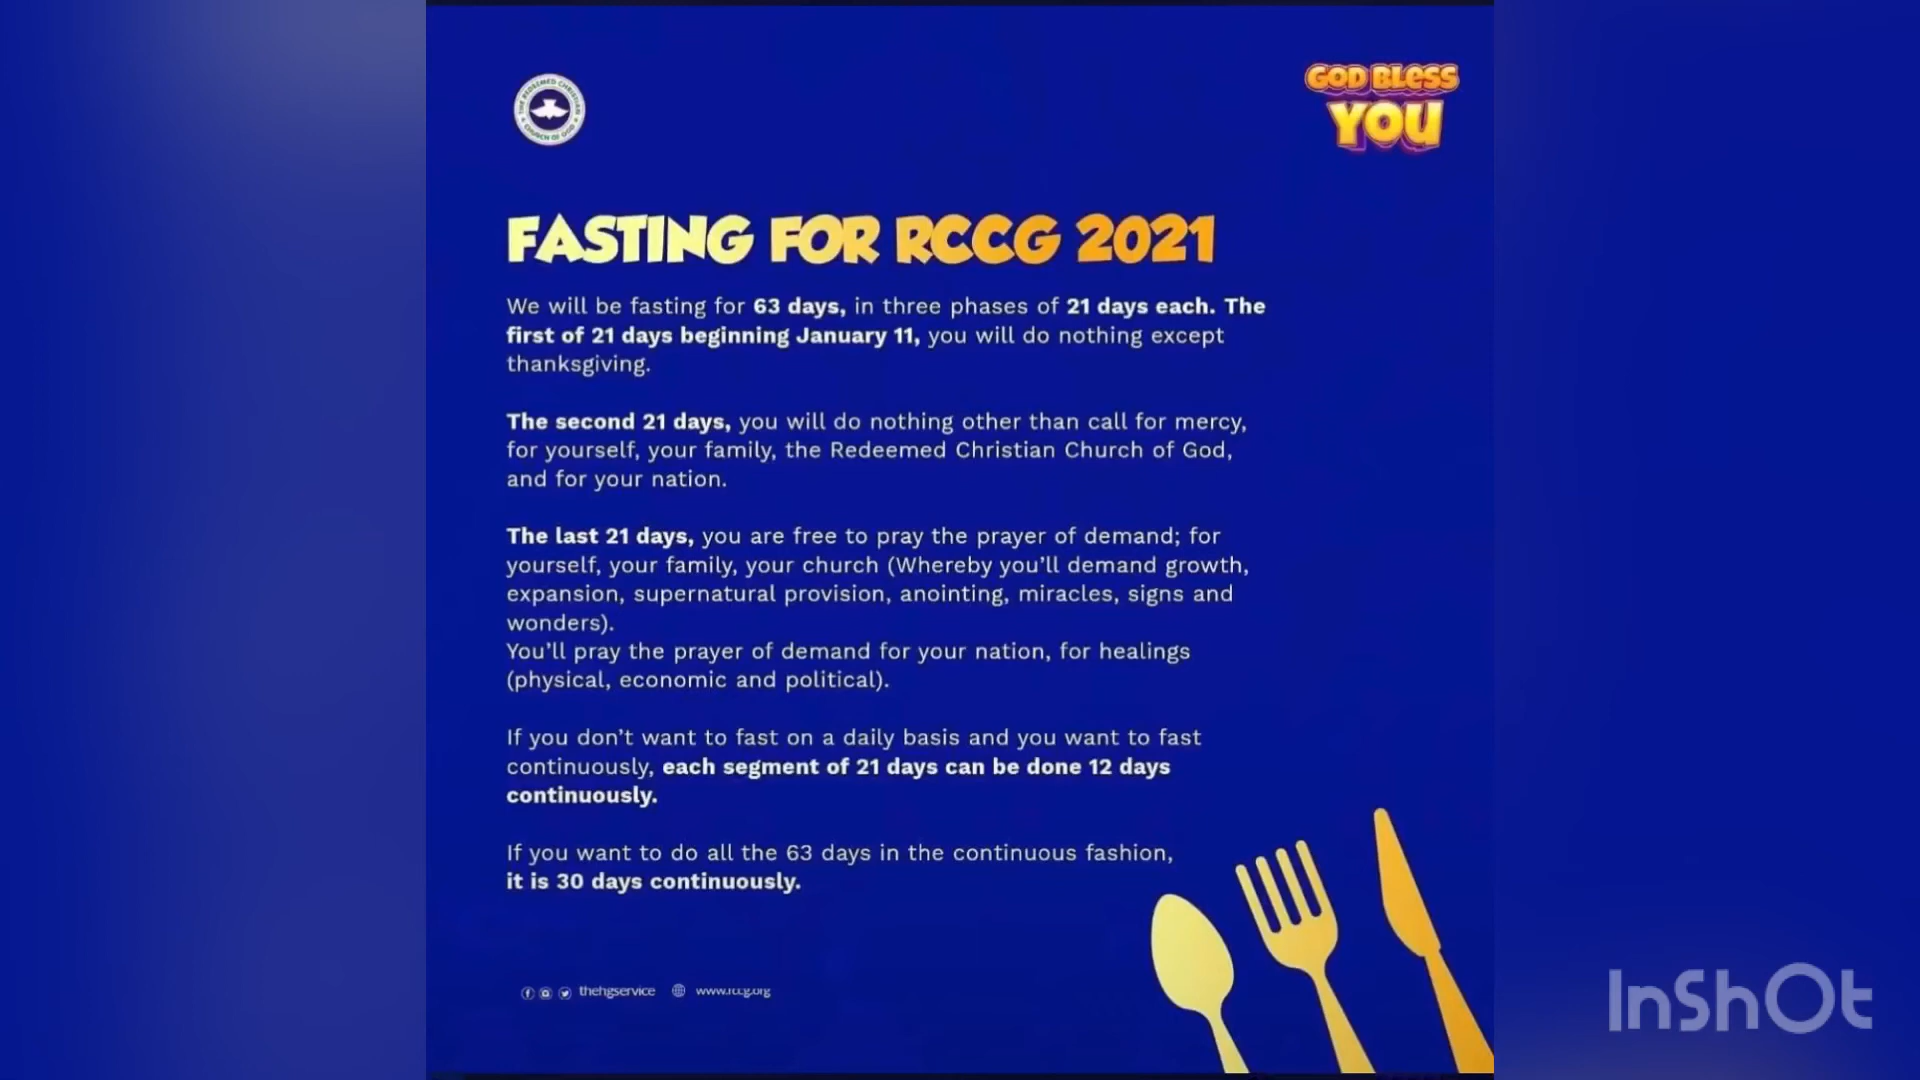 THE REDEEMED CHRISTIAN
CHURCH OF GOD
GOD BLESS
YOU
FASTING FOR RCCG 2021
We will be fasting for 63 days, in three phases of 21 days each. The
first of 21 days beginning January 11, you will do nothing except
thanksgiving.
The second 21 days, you will do nothing other than call for mercy,
for yourself, your family, the Redeemed Christian Church of God,
and for your nation.
The last 21 days, you are free to pray the prayer of demand; for
yourself, your family, your church (Whereby you'll demand growth,
expansion, supernatural provision, anointing, miracles, signs and
wonders).
You'll pray the prayer of demand for your nation, for healings
(physical, economic and political).
If you don't want to fast on a daily basis and you want to fast
continuously, each segment of 21 days can be done 12 days
continuously.
If you want to do all the 63 days in the continuous fashion,
it is 30 days continuously.
thehgservice www.rccg.org
InShOt